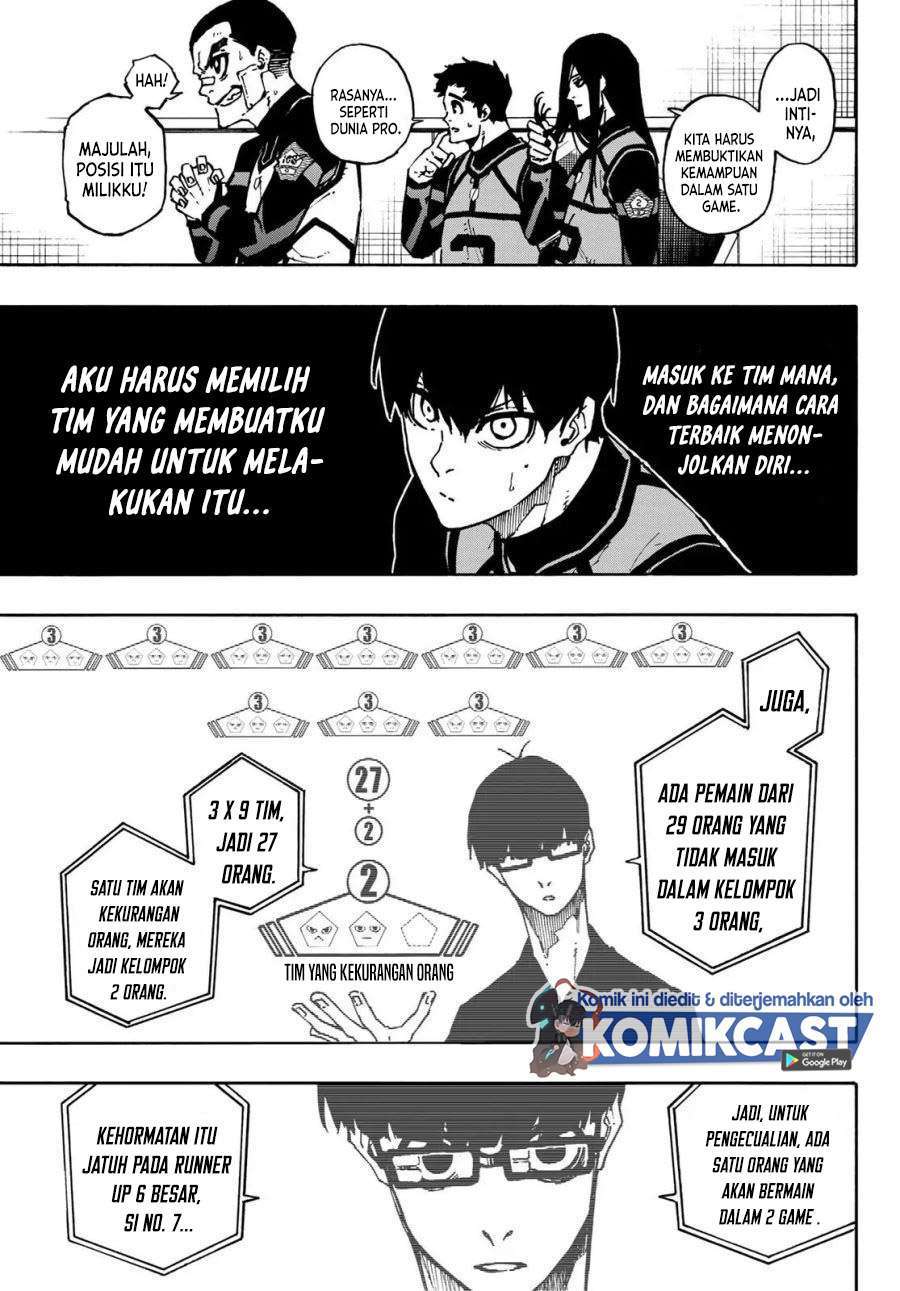 ...JADI
INTI-
NYA,
KITA HARUS
MEMBUKTIKAN
KEMAMPUAN
DALAM SATU
GAME.
RASANYA...
SEPERTI
DUNIA PRO.
HAH!
MAJULAH,
POSISI ITU
MILIKKU!
2
MASUK KE TIM MANA,
DAN BAGAIMANA CARA
TERBAIK MENON-
JOLKAN DIRI...
AKU HARUS MEMILIH
TIM YANG MEMBUATKU
MUDAH UNTUK MELA-
KUKAN ITU...
3 3 3 3 3 3 3
3 3 3
JUGA,
ADA PEMAIN DARI
29 ORANG YANG
TIDAK MASUK
DALAM KELOMPOK
3 ORANG,
27
+
2
2
TIM YANG KEKURANGAN ORANG
3 X 9 TIM,
JADI 27
ORANG.
SATU TIM AKAN
KEKURANGAN
ORANG, MEREKA
JADI KELOMPOK
2 ORANG.
Komik ini diedit & diterjemahkan oleh
KOMIKCAST
GET IT ON
Google Play
JADI, UNTUK
PENGECUALIAN, ADA
SATU ORANG YANG
AKAN BERMAIN
DALAM 2 GAME .
KEHORMATAN ITU
JATUH PADA RUNNER
UP 6 BESAR,
SI NO. 7...